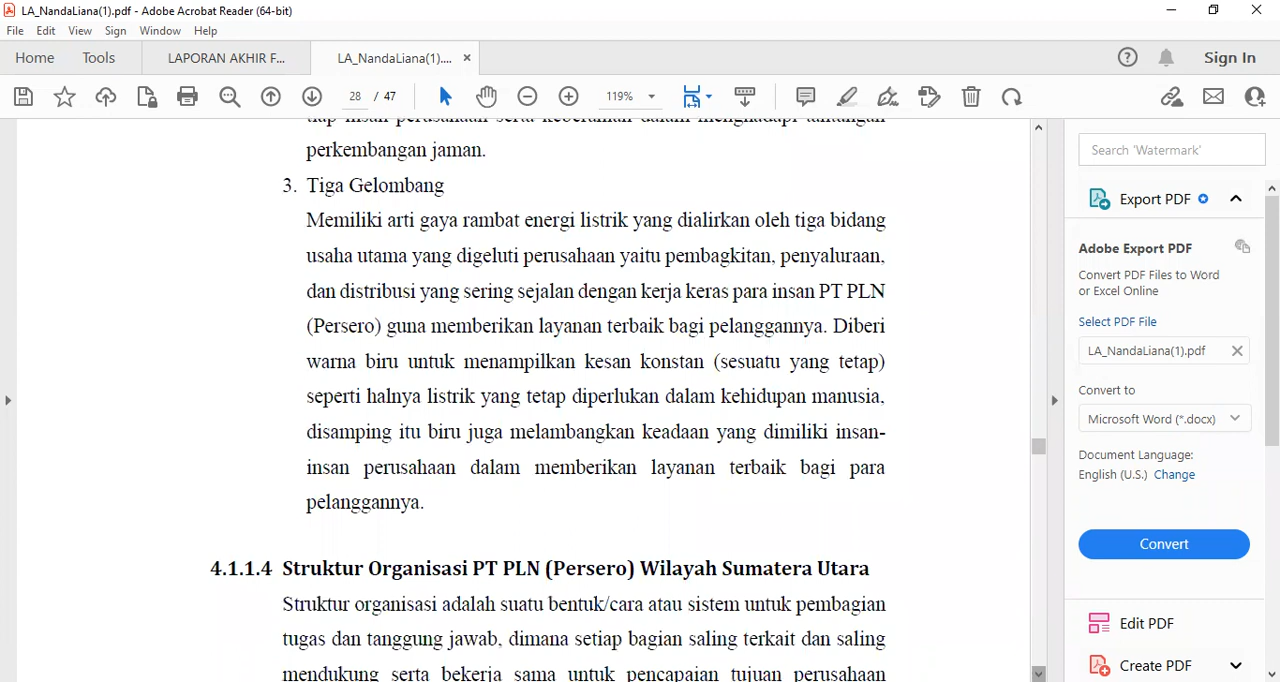 LA_NandaLiana(1).pdf - Adobe Acrobat Reader (64-bit)
File Edit View Sign Window Help
Home Tools LAPORAN AKHIR F... LA_NandaLiana(1).... Sign In
28 / 47 119%
tiap insan perusahaan serta keberanian dalam menghadapi tantangan
perkembangan jaman.
3. Tiga Gelombang
Memiliki arti gaya rambat energi listrik yang dialirkan oleh tiga bidang
usaha utama yang digeluti perusahaan yaitu pembagkitan, penyaluraan,
dan distribusi yang sering sejalan dengan kerja keras para insan PT PLN
(Persero) guna memberikan layanan terbaik bagi pelanggannya. Diberi
warna biru untuk menampilkan kesan konstan (sesuatu yang tetap)
seperti halnya listrik yang tetap diperlukan dalam kehidupan manusia,
disamping itu biru juga melambangkan keadaan yang dimiliki insan-
insan perusahaan dalam memberikan layanan terbaik bagi para
pelanggannya.
4.1.1.4 Struktur Organisasi PT PLN (Persero) Wilayah Sumatera Utara
Struktur organisasi adalah suatu bentuk/cara atau sistem untuk pembagian
tugas dan tanggung jawab, dimana setiap bagian saling terkait dan saling
mendukung serta bekerja sama untuk pencapaian tujuan perusahaan
Search 'Watermark'
Export PDF
Adobe Export PDF
Convert PDF Files to Word
or Excel Online
Select PDF File
LA_NandaLiana(1).pdf
Convert to
Microsoft Word (*.docx)
Document Language:
English (U.S.) Change
Convert
Edit PDF
Create PDF